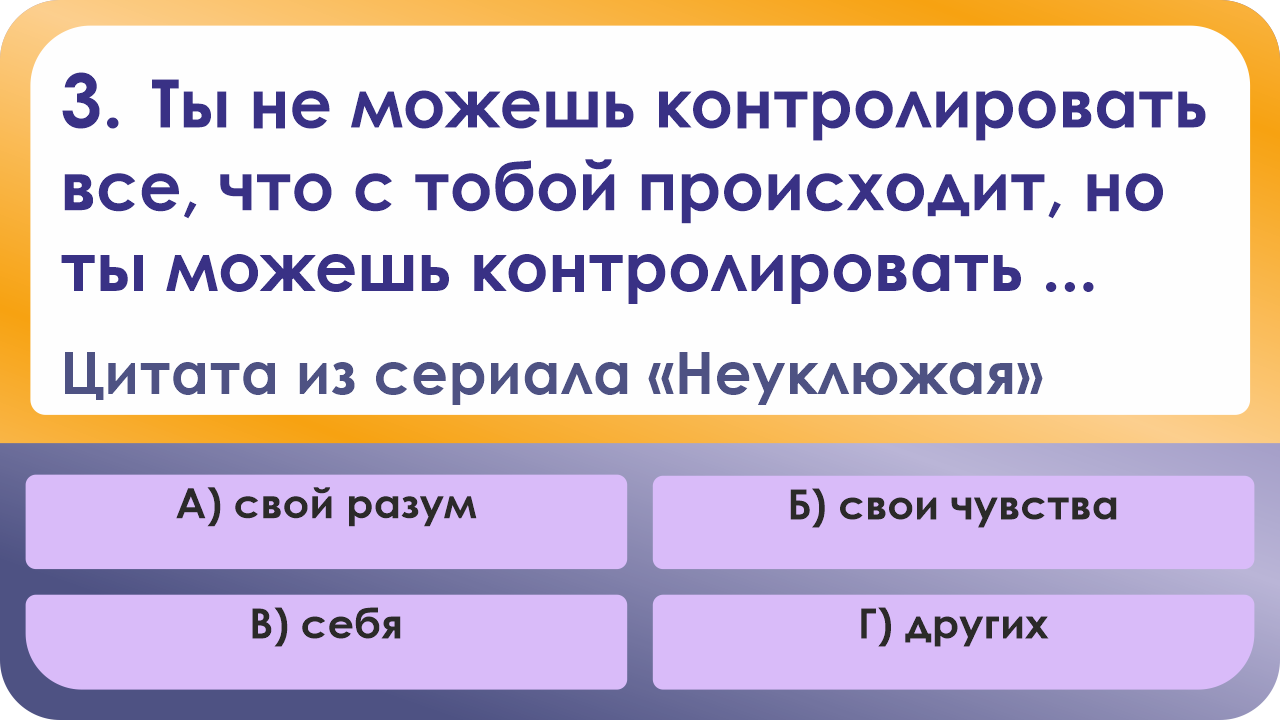 3. Ты не можешь контролировать
все, что с тобой происходит, но
ты можешь контролировать ...
Цитата из сериала «Неуклюжая»
А) свой разум
Б) свои чувства
В) себя
Г) других